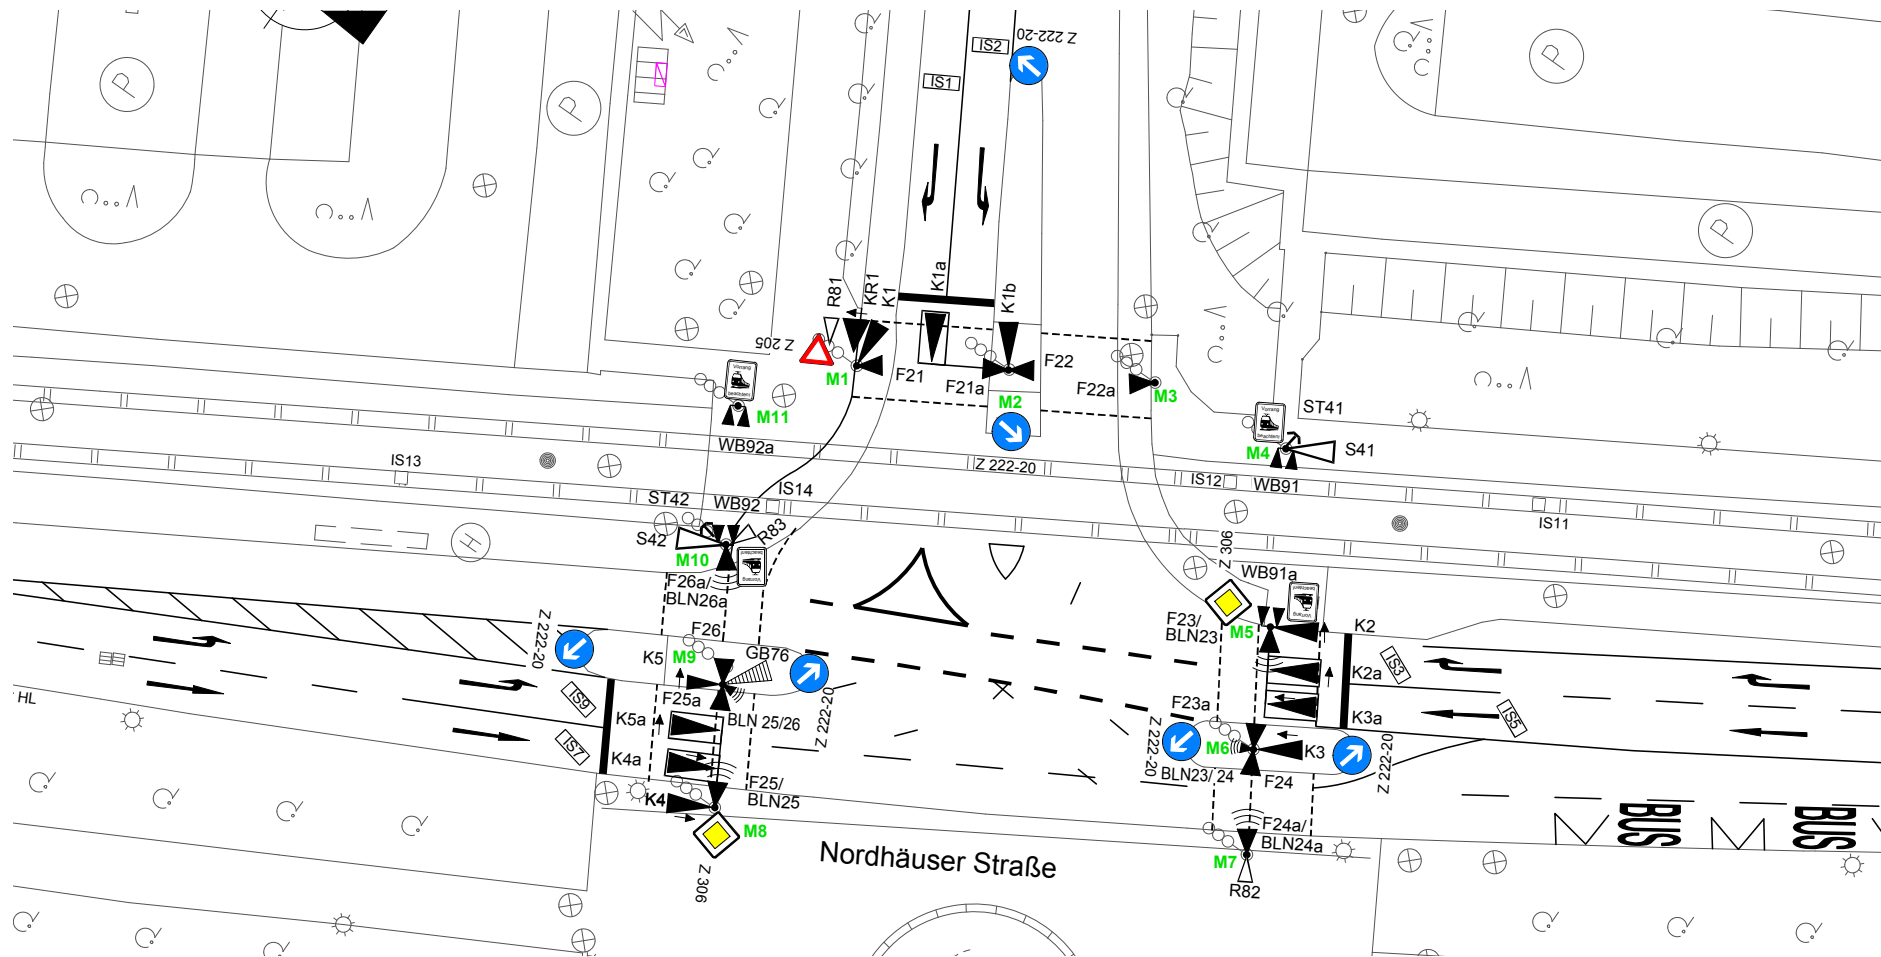 Z 222-20
IS2
IS1
P
P
P
P
R81
KR1
K1
K1a
K1b
Z 205
M1
F21
F21a
M2
F22
F22a
M3
Z 222-20
M11
WB92a
ST41
S41
M4
WB91
IS12
IS11
IS13
IS14
ST42
WB92
R83
S42
M10
H
F26a/
BLN26a
F26
M9
K5
GB76
Z 222-20
Z 222-20
F25a
BLN 25/26
K5a
K4a
IS9
IS7
HL
K4
F25/
BLN25
M8
Z 306
Z 306
WB91a
F23/
BLN23
M5
K2
K2a
K3a
IS3
IS5
F23a
M6
K3
Z 222-20
Z 222-20
BLN23/ 24
F24
F24a/
BLN24a
M7
R82
BUS
BUS
Nordhäuser Straße